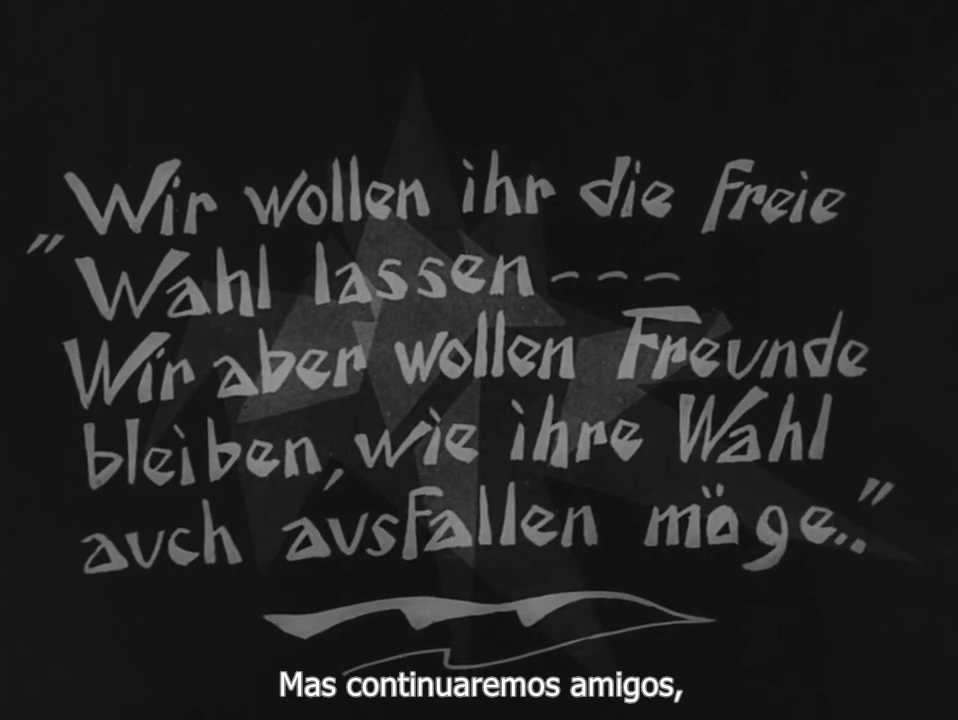 „Wir wollen ihr die freie
Wahl lassen----
Wir aber wollen Freunde
bleiben, wie ihre Wahl
auch ausfallen möge.."
Mas continuaremos amigos,